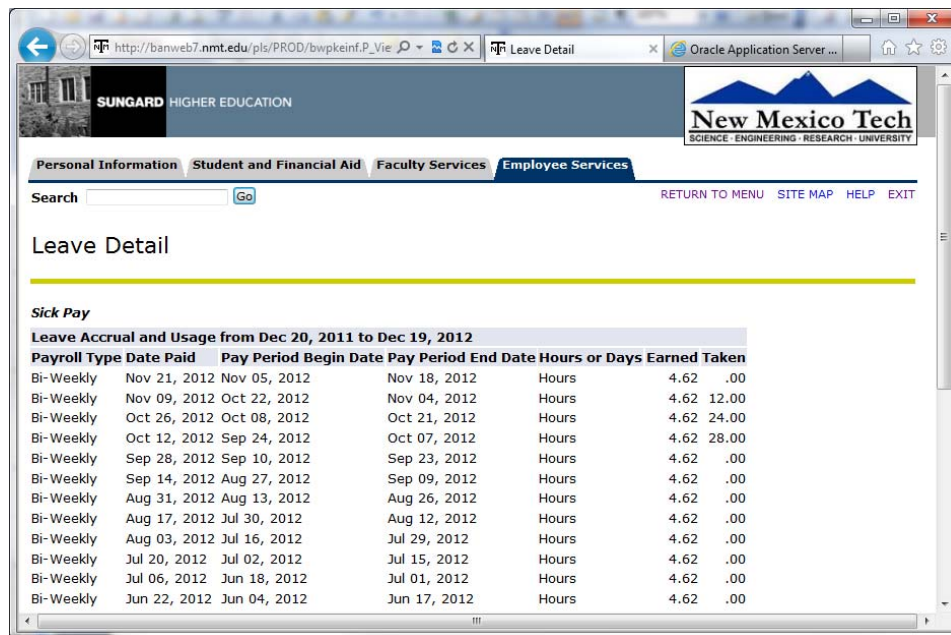 http://banweb7.nmt.edu/pls/PROD/bwpkeinf.P_Vie
Leave Detail
Oracle Application Server ...
SUNGARD HIGHER EDUCATION
New Mexico Tech
SCIENCE · ENGINEERING · RESEARCH · UNIVERSITY
Personal Information Student and Financial Aid Faculty Services Employee Services
Search Go RETURN TO MENU SITE MAP HELP EXIT
Leave Detail
Sick Pay
Leave Accrual and Usage from Dec 20, 2011 to Dec 19, 2012
Payroll Type Date Paid Pay Period Begin Date Pay Period End Date Hours or Days Earned Taken
Bi-Weekly Nov 21, 2012 Nov 05, 2012 Nov 18, 2012 Hours 4.62 .00
Bi-Weekly Nov 09, 2012 Oct 22, 2012 Nov 04, 2012 Hours 4.62 12.00
Bi-Weekly Oct 26, 2012 Oct 08, 2012 Oct 21, 2012 Hours 4.62 24.00
Bi-Weekly Oct 12, 2012 Sep 24, 2012 Oct 07, 2012 Hours 4.62 28.00
Bi-Weekly Sep 28, 2012 Sep 10, 2012 Sep 23, 2012 Hours 4.62 .00
Bi-Weekly Sep 14, 2012 Aug 27, 2012 Sep 09, 2012 Hours 4.62 .00
Bi-Weekly Aug 31, 2012 Aug 13, 2012 Aug 26, 2012 Hours 4.62 .00
Bi-Weekly Aug 17, 2012 Jul 30, 2012 Aug 12, 2012 Hours 4.62 .00
Bi-Weekly Aug 03, 2012 Jul 16, 2012 Jul 29, 2012 Hours 4.62 .00
Bi-Weekly Jul 20, 2012 Jul 02, 2012 Jul 15, 2012 Hours 4.62 .00
Bi-Weekly Jul 06, 2012 Jun 18, 2012 Jul 01, 2012 Hours 4.62 .00
Bi-Weekly Jun 22, 2012 Jun 04, 2012 Jun 17, 2012 Hours 4.62 .00